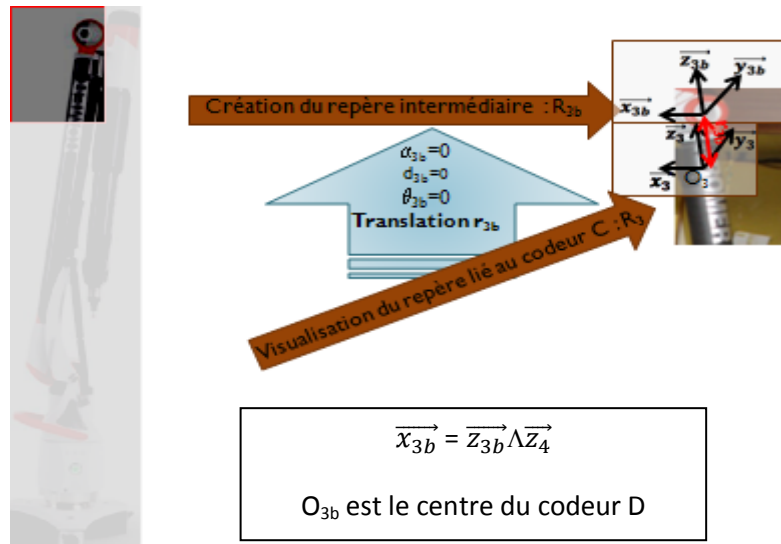 Création du repère intermédiaire : R₃b
α₃b=0
d₃b=0
θ₃b=0
Translation r₃b
Visualisation du repère lié au codeur C : R₃
z₃b
y₃b
x₃b
z₃
y₃
x₃
O₃
ROMER
x₃b = z₃b Λ z₄
O₃b est le centre du codeur D